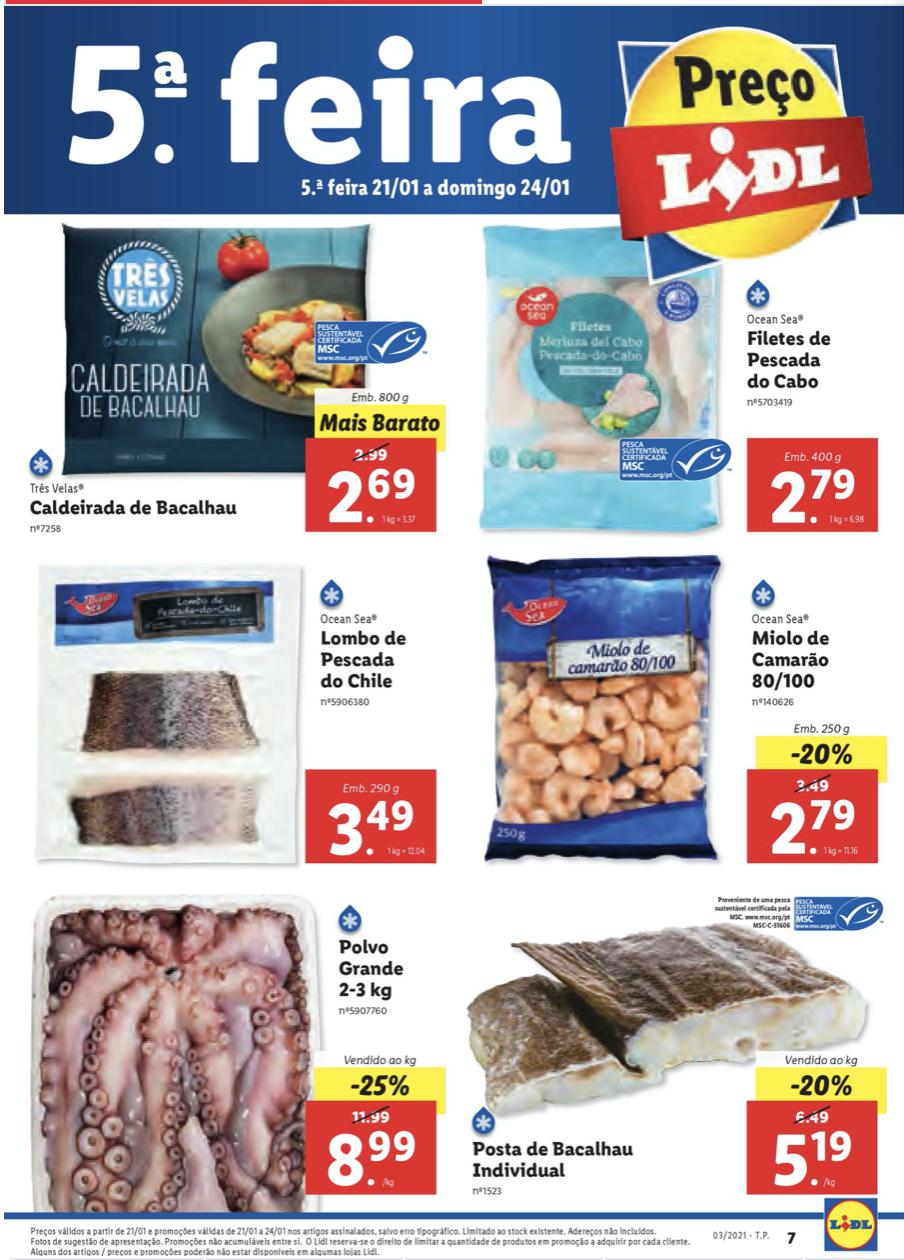 5.ª feira
5.ª feira 21/01 a domingo 24/01
Preço
LIDL
TRÊS
VELAS
CALDEIRADA
DE BACALHAU
PESCA
SUSTENTÁVEL
CERTIFICADA
MSC
www.msc.org/pt
Emb. 800 g
Mais Barato
2.99
2.69
1 kg = 3.37
Três Velas®
Caldeirada de Bacalhau
nº7258
ocean
sea
Filetes
Merluza del Cabo
Pescada-do-Cabo
PESCA
SUSTENTÁVEL
CERTIFICADA
MSC
www.msc.org/pt
Ocean Sea®
Filetes de
Pescada
do Cabo
nº5703419
Emb. 400 g
2.79
1 kg = 6,98
Ocean
Sea
Lombo de
Pescada-do-Chile
Ocean Sea®
Lombo de
Pescada
do Chile
nº5906380
Emb. 290 g
3.49
1 kg = 12.04
Ocean
Sea
Miolo de
camarão 80/100
250g
Ocean Sea®
Miolo de
Camarão
80/100
nº140626
Emb. 250 g
-20%
3.49
2.79
1 kg = 11,16
Polvo
Grande
2-3 kg
nº5907760
Vendido ao kg
-25%
11.99
8.99
/kg
Proveniente de uma pesca
sustentável certificada pela
MSC. www.msc.org/pt
MSC-C-51606
PESCA
SUSTENTÁVEL
CERTIFICADA
MSC
www.msc.org/pt
Posta de Bacalhau
Individual
nº1523
Vendido ao kg
-20%
6.49
5.19
/kg
Preços válidos a partir de 21/01 e promoções válidas de 21/01 a 24/01 nos artigos assinalados, salvo erro tipográfico. Limitado ao stock existente. Adereços não incluídos.
Fotos de sugestão de apresentação. Promoções não acumuláveis entre si. O Lidl reserva-se o direito de limitar a quantidade de produtos em promoção a adquirir por cada cliente.
Alguns dos artigos / preços e promoções poderão não estar disponíveis em algumas lojas Lidl.
03/2021 - T.P.
7
LIDL